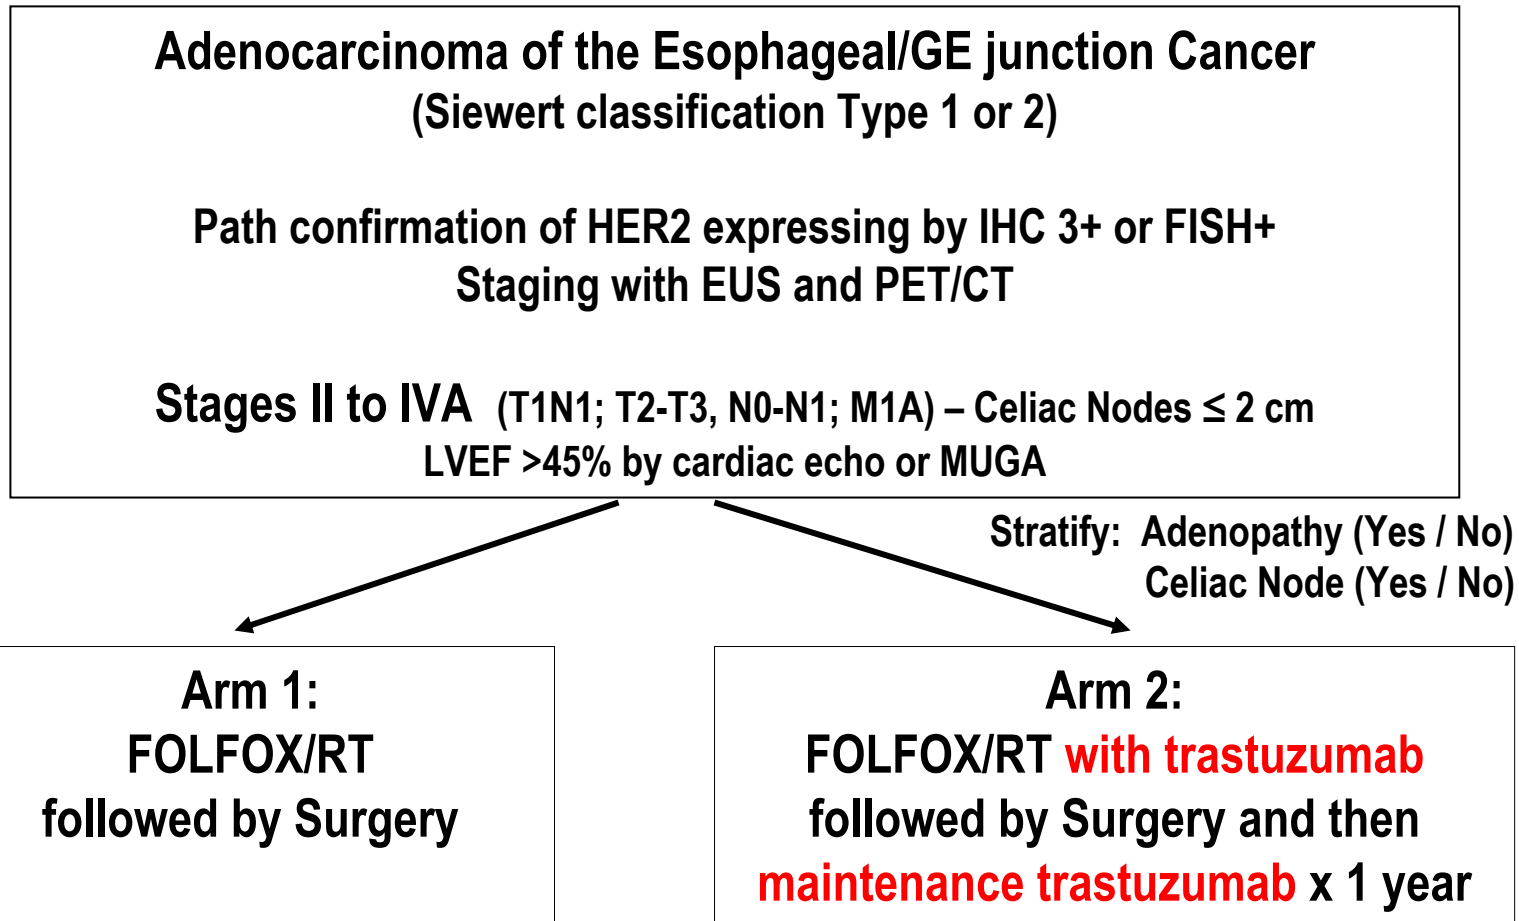 Adenocarcinoma of the Esophageal/GE junction Cancer
(Siewert classification Type 1 or 2)
Path confirmation of HER2 expressing by IHC 3+ or FISH+
Staging with EUS and PET/CT
Stages II to IVA (T1N1; T2-T3, N0-N1; M1A) – Celiac Nodes ≤ 2 cm
LVEF >45% by cardiac echo or MUGA
Stratify: Adenopathy (Yes / No)
Celiac Node (Yes / No)
Arm 1:
FOLFOX/RT
followed by Surgery
Arm 2:
FOLFOX/RT with trastuzumab
followed by Surgery and then
maintenance trastuzumab x 1 year